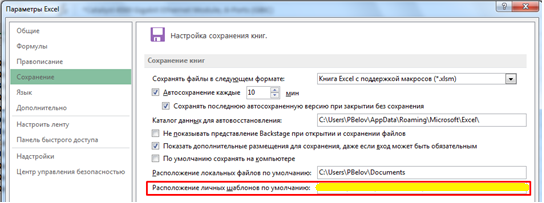 Параметры Excel
Общие
Формулы
Правописание
Сохранение
Язык
Дополнительно
Настроить ленту
Панель быстрого доступа
Надстройки
Центр управления безопасностью
Настройка сохранения книг.
Сохранение книг
Сохранять файлы в следующем формате: Книга Excel с поддержкой макросов (*.xlsm)
Автосохранение каждые 10 мин
Сохранять последнюю автосохраненную версию при закрытии без сохранения
Каталог данных для автовосстановления: C:\Users\PBelov\AppData\Roaming\Microsoft\Excel\
Не показывать представление Backstage при открытии и сохранении файлов
Показать дополнительные размещения для сохранения, даже если вход может быть обязательным
По умолчанию сохранять на компьютере
Расположение локальных файлов по умолчанию: C:\Users\PBelov\Documents
Расположение личных шаблонов по умолчанию: